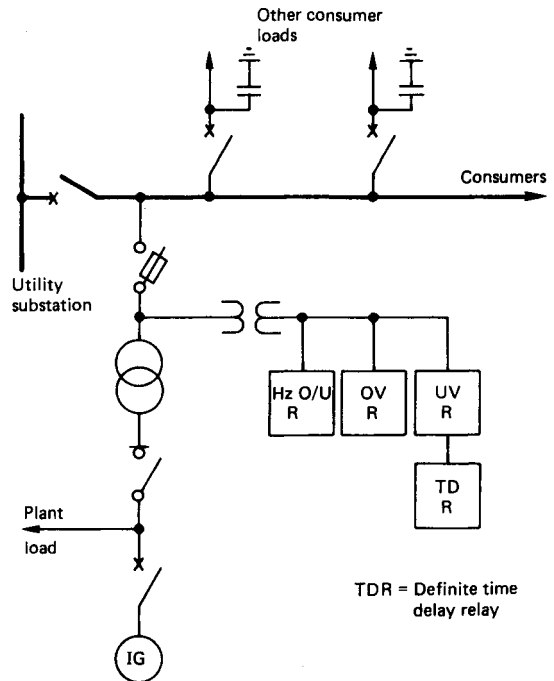 Other consumer
loads
Consumers
Utility
substation
Hz O/U
R
OV
R
UV
R
TD
R
Plant
load
TDR = Definite time
delay relay
IG